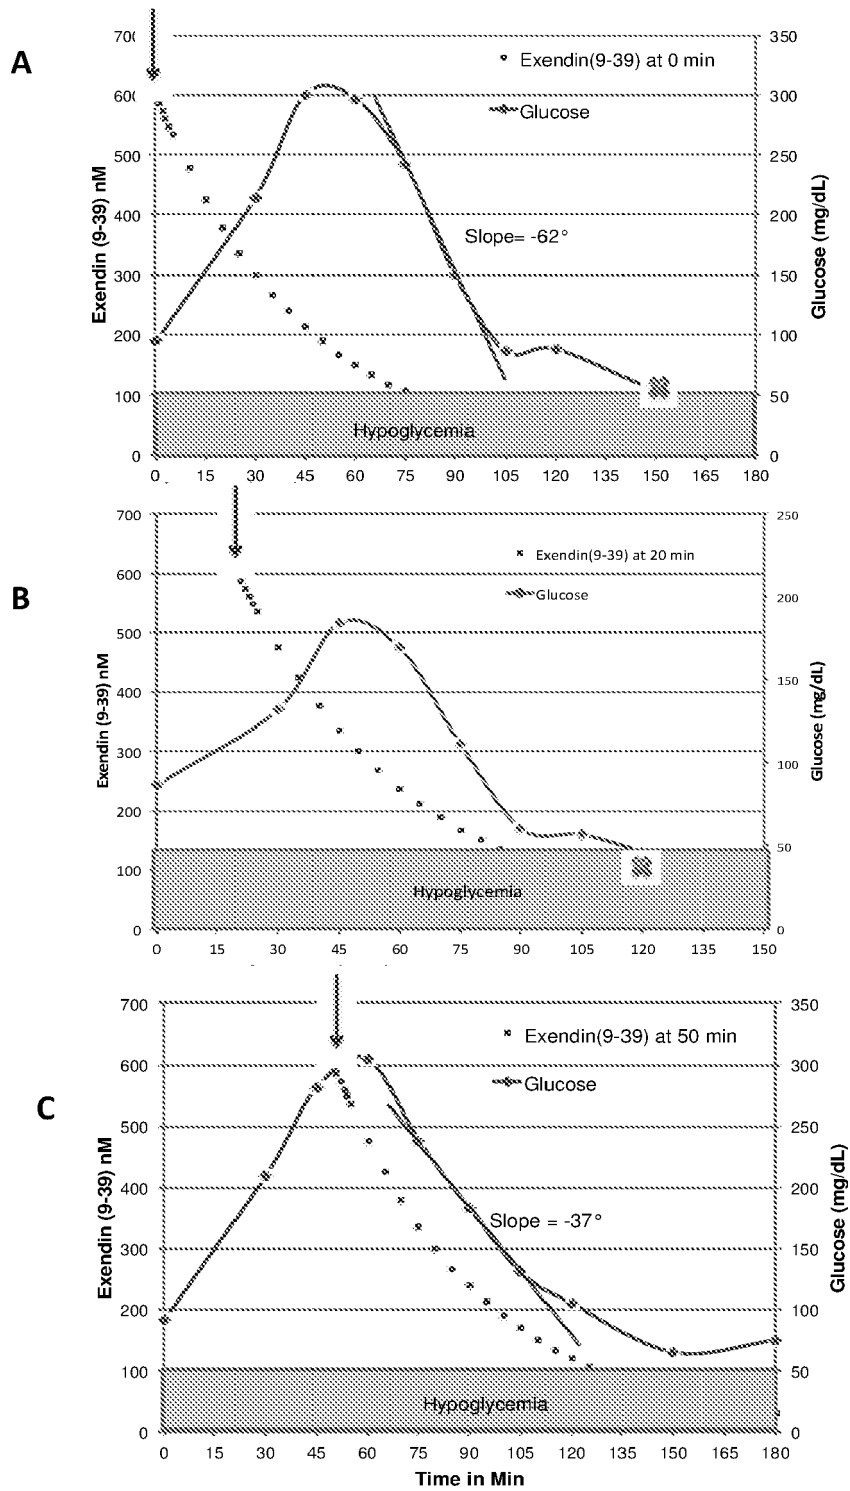 A
Exendin (9-39) nM
Glucose (mg/dL)
70(
60(
500
400
300
200
100
0
350
300
250
200
150
100
50
0
Exendin(9-39) at 0 min
Glucose
Slope= -62°
Hypoglycemia
0 15 30 45 60 75 90 105 120 135 150 165 180
B
Exendin (9-39) nM
Glucose (mg/dL)
700
600
500
400
300
200
100
0
250
200
150
100
50
0
Exendin(9-39) at 20 min
Glucose
Hypoglycemia
0 15 30 45 60 75 90 105 120 135 150
C
Exendin (9-39) nM
Glucose (mg/dL)
700
600
500
400
300
200
100
0
350
300
250
200
150
100
50
0
Exendin(9-39) at 50 min
Glucose
Slope = -37°
Hypoglycemia
0 15 30 45 60 75 90 105 120 135 150 165 180
Time in Min